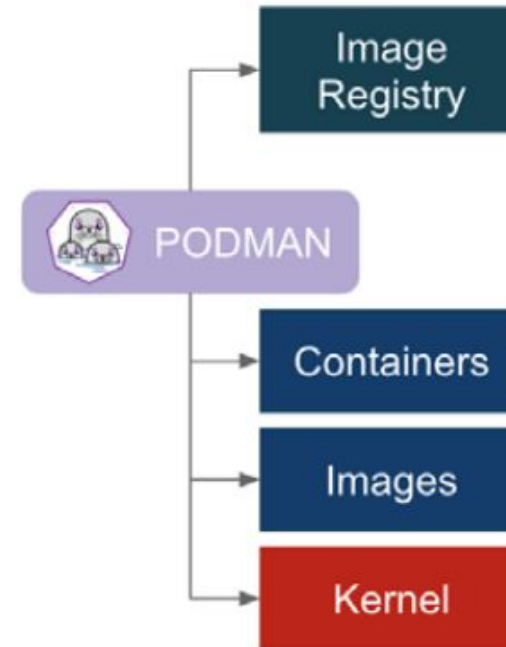 Image
Registry
PODMAN
Containers
Images
Kernel